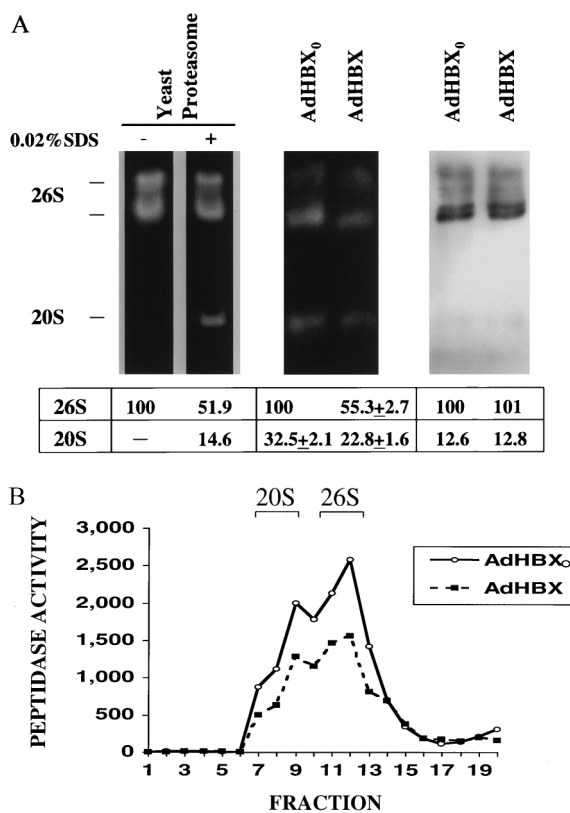 A
Yeast
Proteasome
AdHBX₀
AdHBX
AdHBX₀
AdHBX
0.02% SDS - +
26S
20S
26S 100 51.9 100 55.3±2.7 100 101
20S — 14.6 32.5±2.1 22.8±1.6 12.6 12.8
B
20S 26S
3,000
2,500
2,000
1,500
1,000
500
0
PEPTIDASE ACTIVITY
AdHBX₀
AdHBX
1 3 5 7 9 11 13 15 17 19
FRACTION